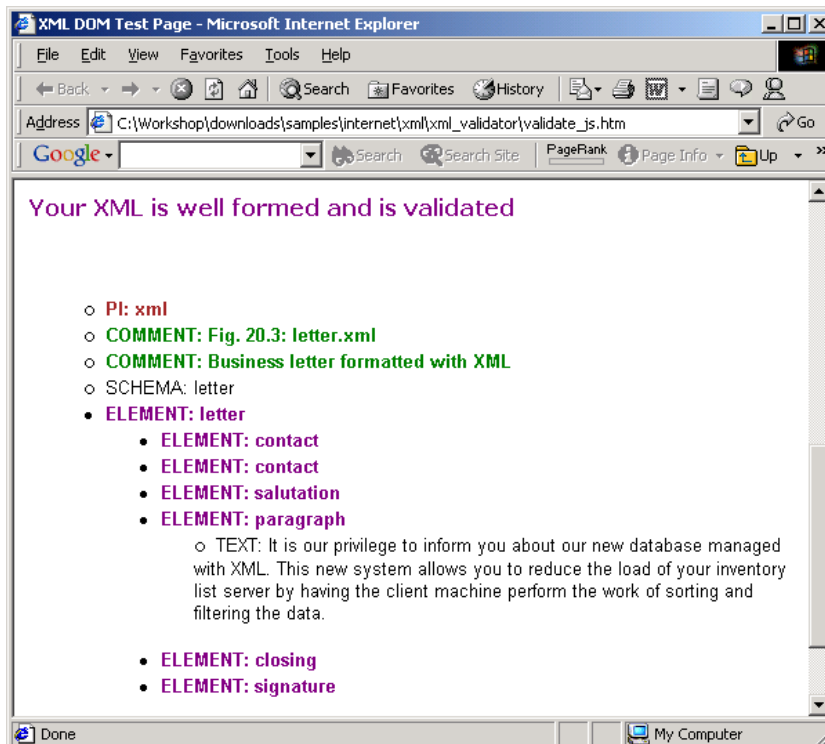 XML DOM Test Page - Microsoft Internet Explorer
File Edit View Favorites Tools Help
Back Search Favorites History
Address C:\Workshop\downloads\samples\internet\xml\xml_validator\validate_js.htm Go
Google Search Search Site PageRank Page Info Up »
Your XML is well formed and is validated
PI: xml
COMMENT: Fig. 20.3: letter.xml
COMMENT: Business letter formatted with XML
SCHEMA: letter
ELEMENT: letter
ELEMENT: contact
ELEMENT: contact
ELEMENT: salutation
ELEMENT: paragraph
TEXT: It is our privilege to inform you about our new database managed
with XML. This new system allows you to reduce the load of your inventory
list server by having the client machine perform the work of sorting and
filtering the data.
ELEMENT: closing
ELEMENT: signature
Done My Computer